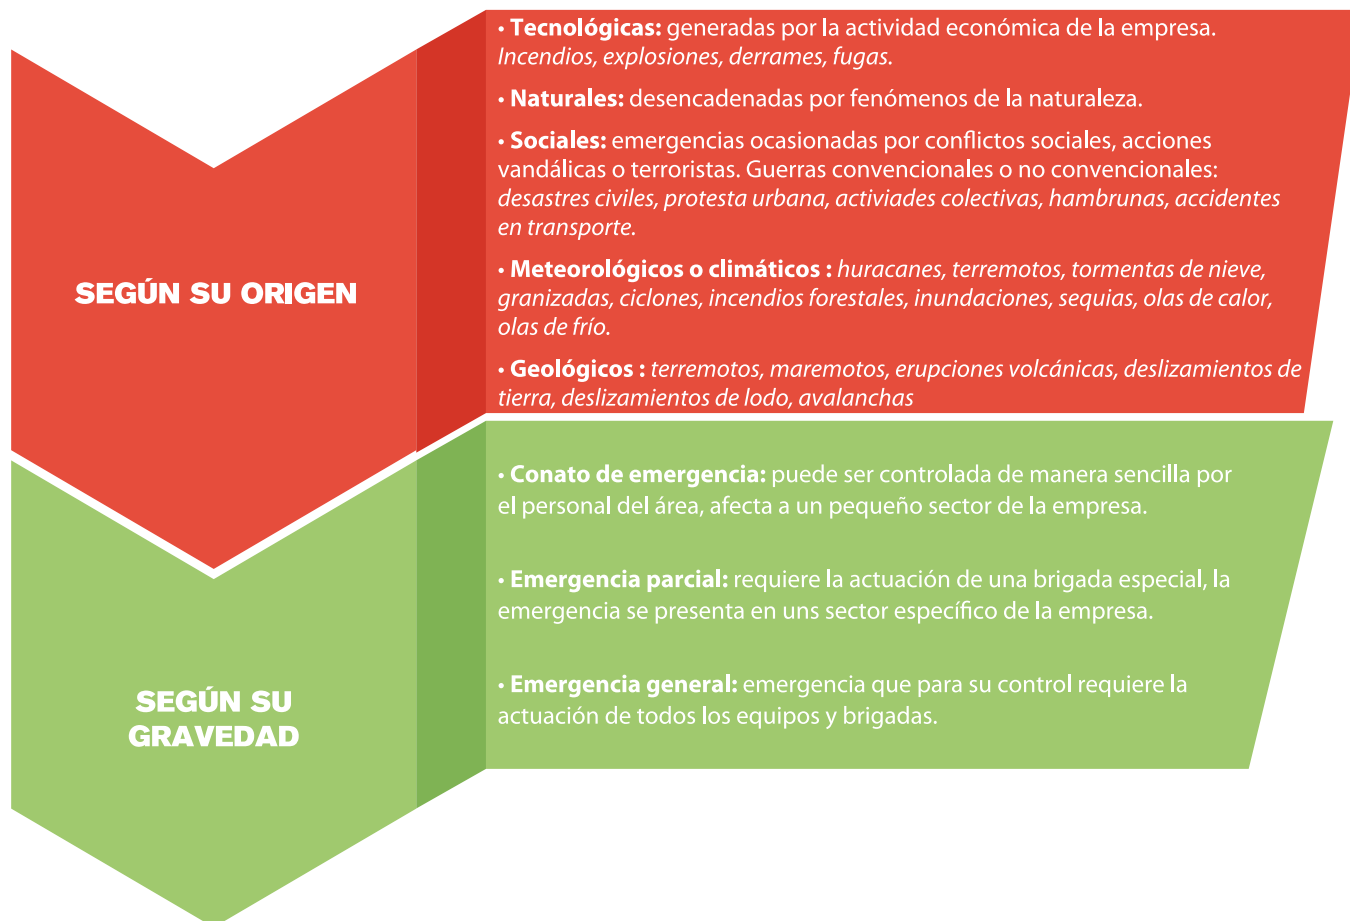 • Tecnológicas: generadas por la actividad económica de la empresa.
Incendios, explosiones, derrames, fugas.
• Naturales: desencadenadas por fenómenos de la naturaleza.
• Sociales: emergencias ocasionadas por conflictos sociales, acciones
vandálicas o terroristas. Guerras convencionales o no convencionales:
desastres civiles, protesta urbana, activiades colectivas, hambrunas, accidentes
en transporte.
SEGÚN SU ORIGEN
• Meteorológicos o climáticos : huracanes, terremotos, tormentas de nieve,
granizadas, ciclones, incendios forestales, inundaciones, sequias, olas de calor,
olas de frío.
• Geológicos : terremotos, maremotos, erupciones volcánicas, deslizamientos de
tierra, deslizamientos de lodo, avalanchas
• Conato de emergencia: puede ser controlada de manera sencilla por
el personal del área, afecta a un pequeño sector de la empresa.
• Emergencia parcial: requiere la actuación de una brigada especial, la
emergencia se presenta en uns sector específico de la empresa.
SEGÚN SU
GRAVEDAD
• Emergencia general: emergencia que para su control requiere la
actuación de todos los equipos y brigadas.